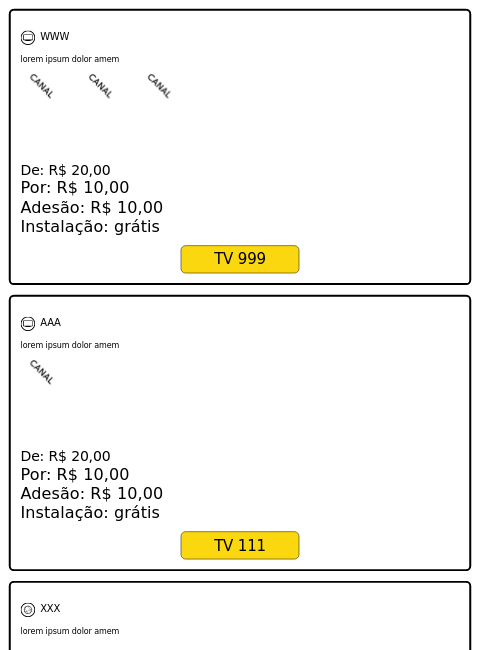 WWW
lorem ipsum dolor amem
CANAL CANAL CANAL
De: R$ 20,00
Por: R$ 10,00
Adesão: R$ 10,00
Instalação: grátis
TV 999
AAA
lorem ipsum dolor amem
CANAL
De: R$ 20,00
Por: R$ 10,00
Adesão: R$ 10,00
Instalação: grátis
TV 111
XXX
lorem ipsum dolor amem